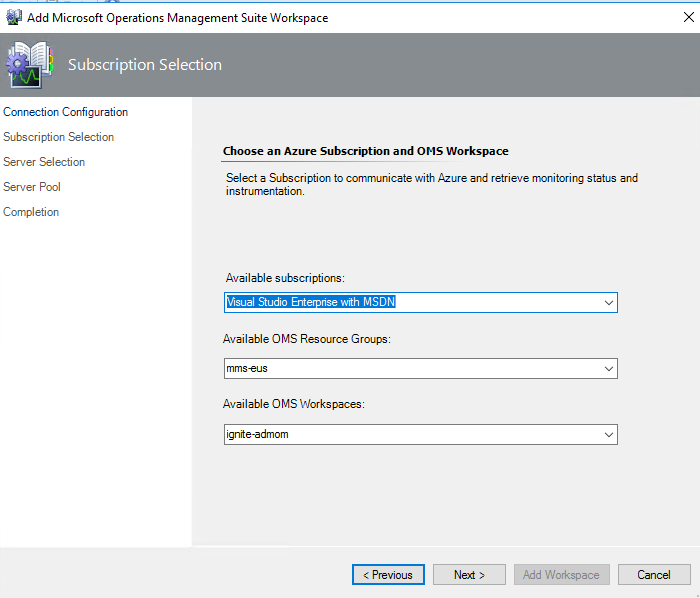 Add Microsoft Operations Management Suite Workspace
Subscription Selection
Connection Configuration
Subscription Selection
Server Selection
Server Pool
Completion
Choose an Azure Subscription and OMS Workspace
Select a Subscription to communicate with Azure and retrieve monitoring status and
instrumentation.
Available subscriptions:
Visual Studio Enterprise with MSDN
Available OMS Resource Groups:
mms-eus
Available OMS Workspaces:
ignite-admom
< Previous
Next >
Add Workspace
Cancel